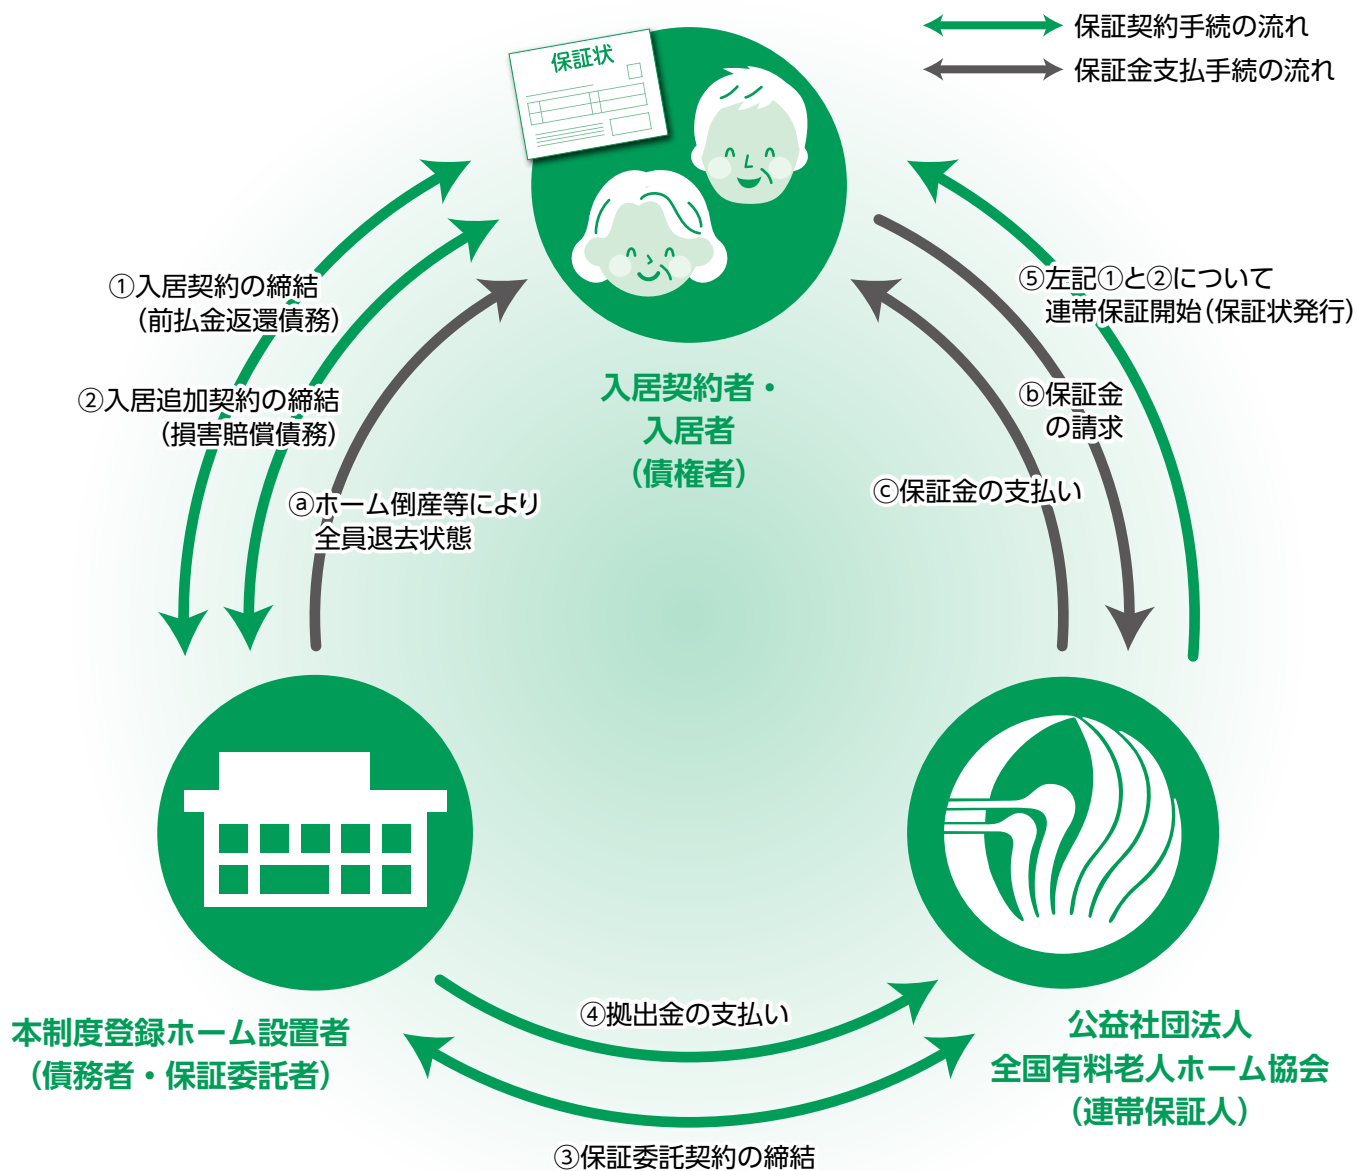 保証契約手続の流れ
保証金支払手続の流れ
保証状
①入居契約の締結
（前払金返還債務）
②入居追加契約の締結
（損害賠償債務）
ⓐホーム倒産等により
全員退去状態
入居契約者・
入居者
（債権者）
⑤左記①と②について
連帯保証開始（保証状発行）
ⓑ保証金
の請求
ⓒ保証金の支払い
本制度登録ホーム設置者
（債務者・保証委託者）
④拠出金の支払い
③保証委託契約の締結
公益社団法人
全国有料老人ホーム協会
（連帯保証人）